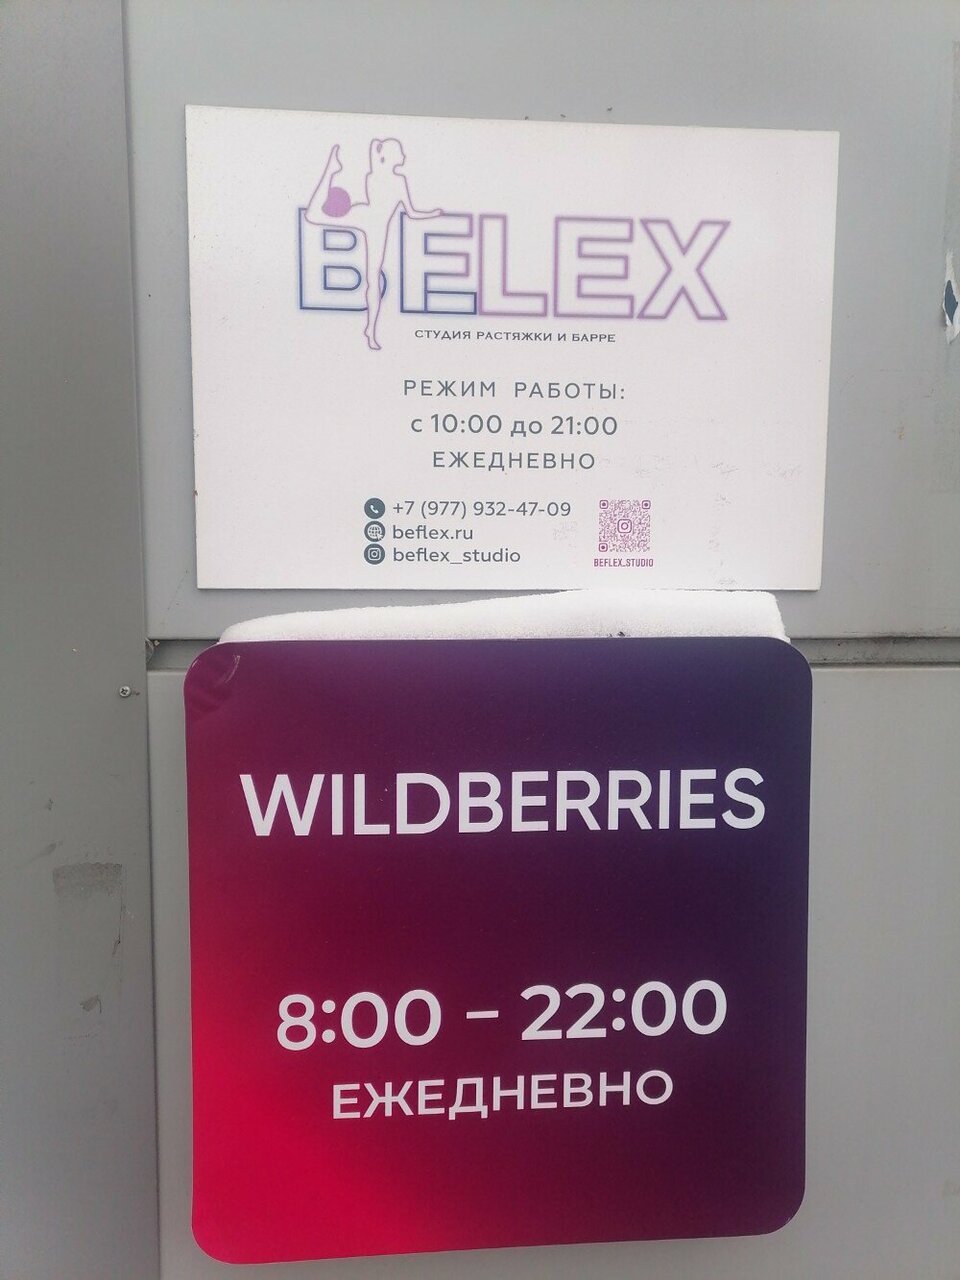 BEFLEX
СТУДИЯ РАСТЯЖКИ И БАРРЕ
РЕЖИМ РАБОТЫ:
с 10:00 до 21:00
ЕЖЕДНЕВНО
+7 (977) 932-47-09
beflex.ru
beflex_studio
BEFLEX_STUDIO
WILDBERRIES
8:00 – 22:00
ЕЖЕДНЕВНО